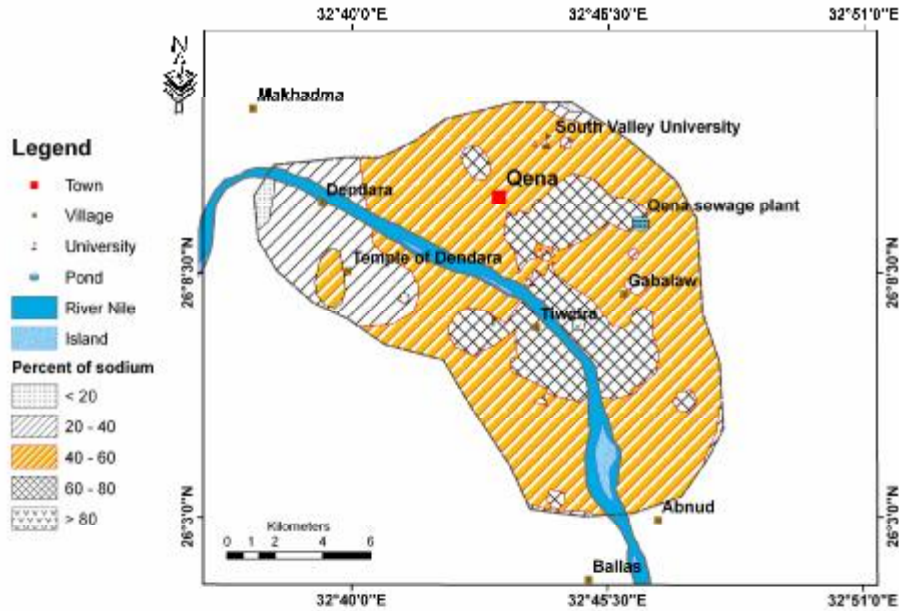 32°40'0"E 32°45'30"E 32°51'0"E
N
Makhadma
South Valley University
Legend
Town
Qena
Village
Dendara
University
Qena sewage plant
Pond
Temple of Dendara
River Nile
Gabalaw
Island
Tiwara
26°8'30"N 26°8'30"N
Percent of sodium
< 20
20 - 40
40 - 60
60 - 80
> 80
26°3'0"N 26°3'0"N
Kilometers
0 1 2 4 6
Abnud
Ballas
32°40'0"E 32°45'30"E 32°51'0"E